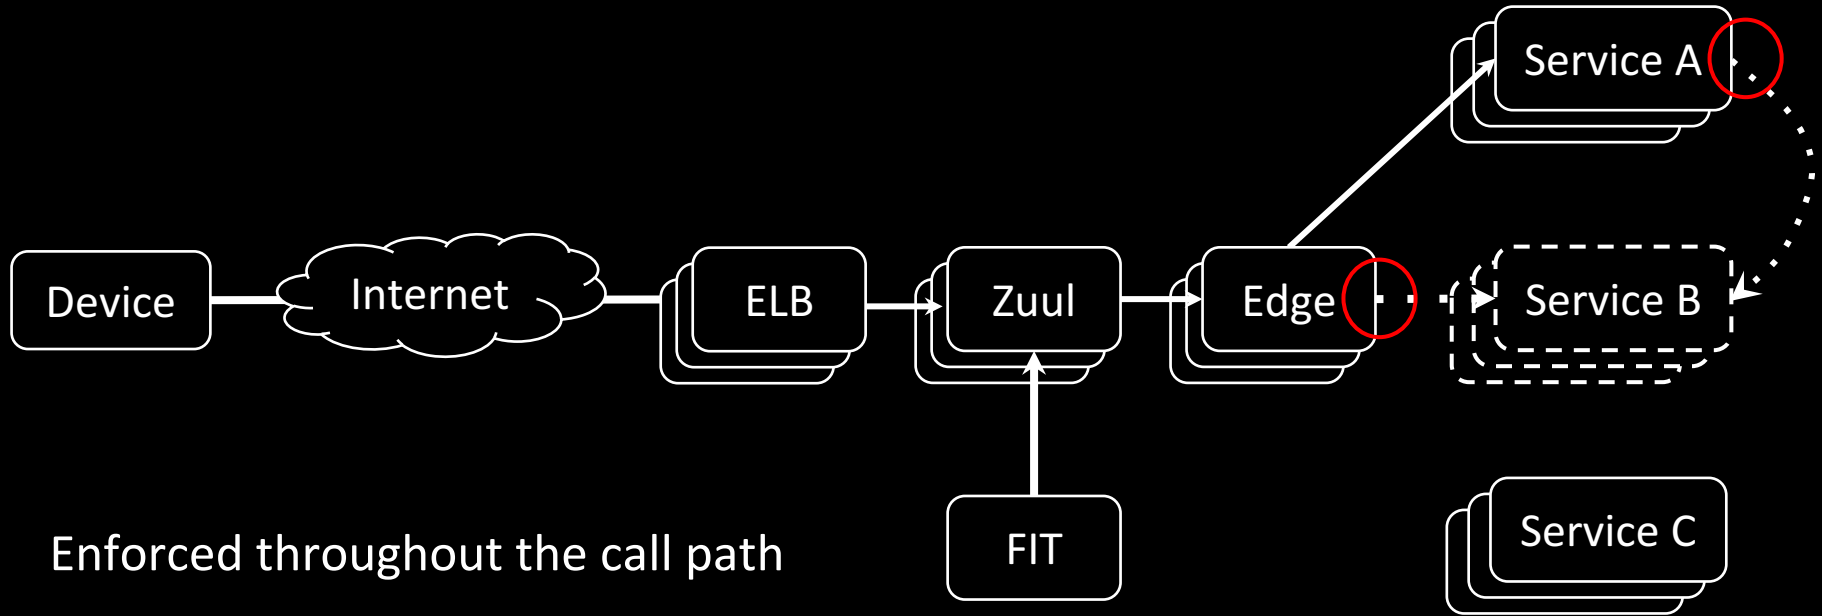 Service A
Device
Internet
ELB
Zuul
Edge
Service B
Enforced throughout the call path
FIT
Service C